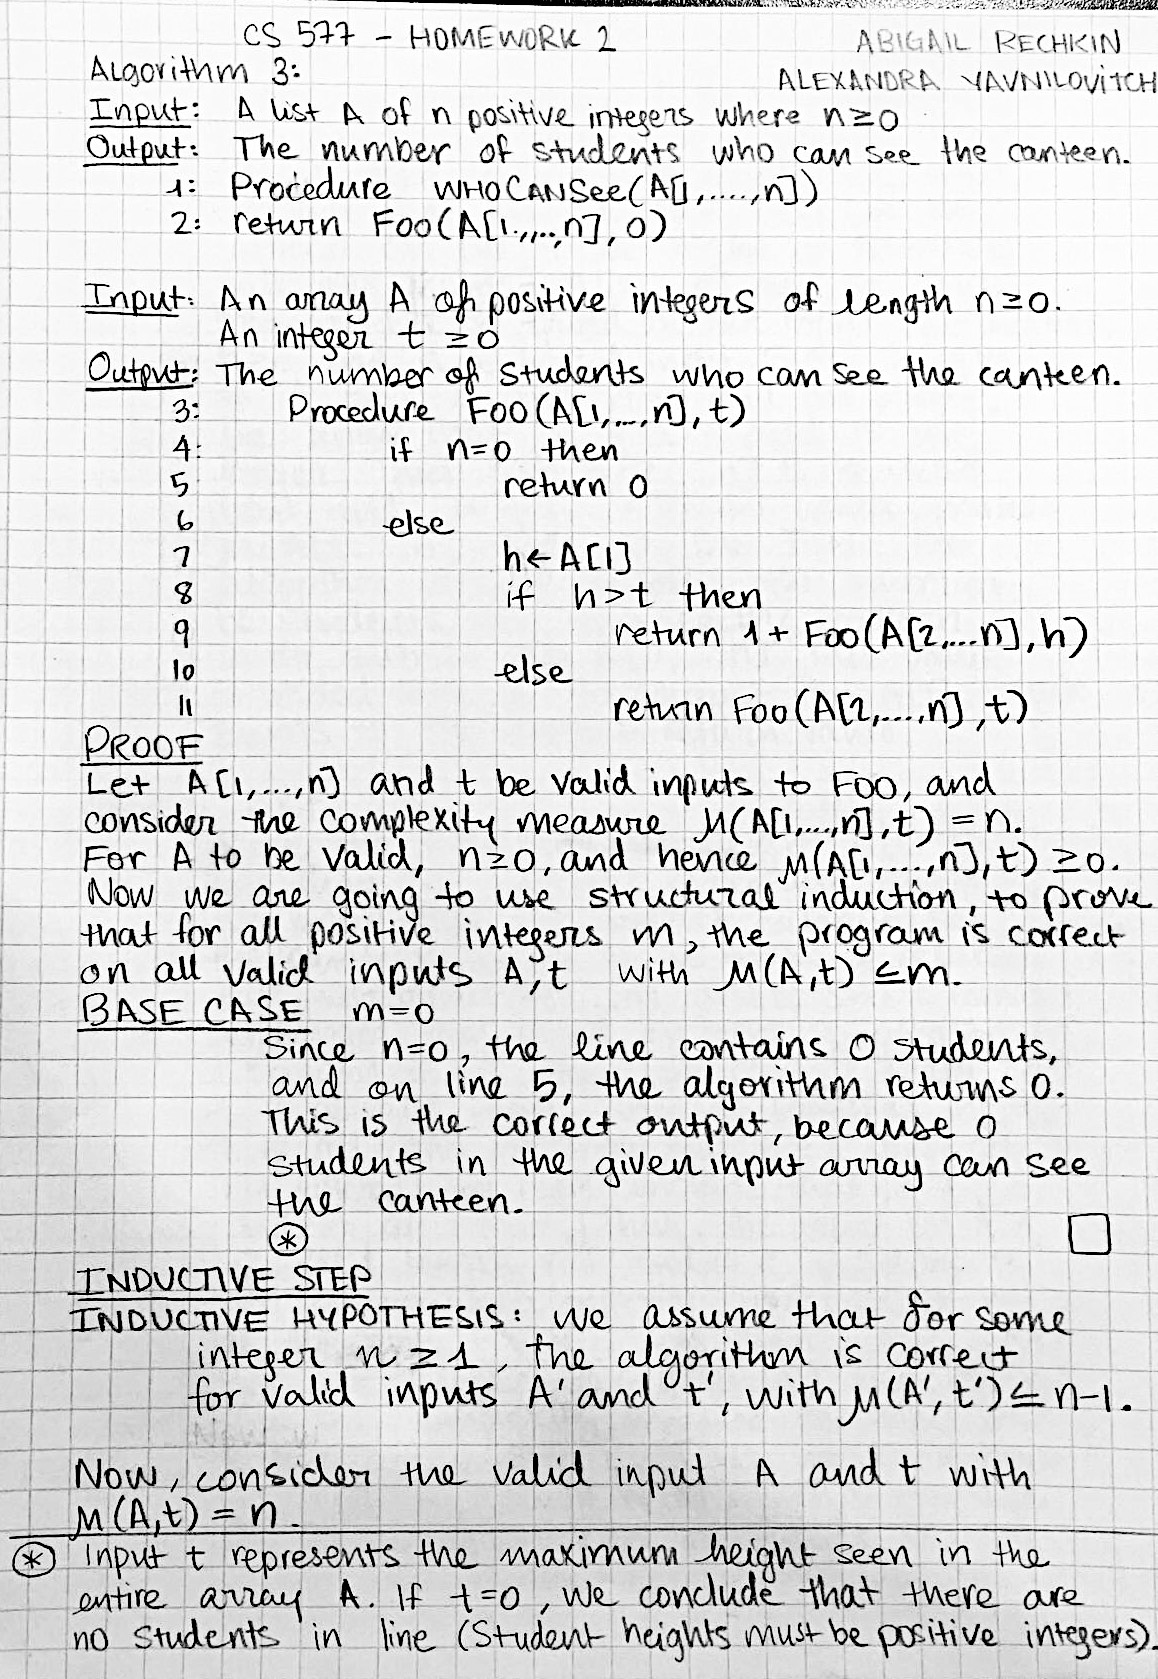 CS 577 - HOMEWORK 2
ABIGAIL RECHKIN
Algorithm 3:
ALEXANDRA YAVNILOVITCH
Input: A list A of n positive integers where n≥0
Output: The number of students who can see the canteen.
1: Procedure WHOCANSee(A[1,....,n])
2: return Foo(A[1.,,..,n], 0)
Input: An array A of positive integers of length n≥0.
An integer t ≥0
Output: The number of students who can see the canteen.
3: Procedure FOO(A[1,...,n], t)
4: if n=0 then
5 return 0
6 else
7 h←A[1]
8 if h>t then
9 return 1 + Foo(A[2,...n], h)
10 else
11 return Foo(A[2,...,n], t)
PROOF
Let A[1,...,n] and t be valid inputs to FOO, and
consider the complexity measure μ(A[1,...,n], t) = n.
For A to be valid, n≥0, and hence μ(A[1,...,n], t) ≥0.
Now we are going to use structural induction, to prove
that for all positive integers m, the program is correct
on all valid inputs A, t with μ(A,t) ≤m.
BASE CASE m=0
Since n=0, the line contains 0 students,
and on line 5, the algorithm returns 0.
This is the correct output, because 0
students in the given input array can see
the canteen.
* □
INDUCTIVE STEP
INDUCTIVE HYPOTHESIS: we assume that for some
integer n ≥1, the algorithm is correct
for valid inputs A' and t', with μ(A', t') ≤ n-1.
Now, consider the valid input A and t with
μ(A,t) = n.
* Input t represents the maximum height seen in the
entire array A. If t=0, we conclude that there are
no students in line (Student heights must be positive integers).